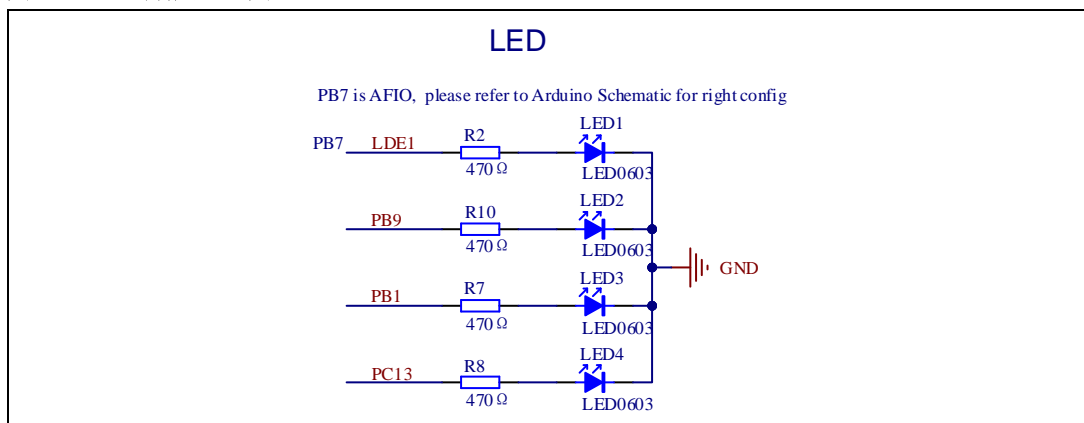 LED
PB7 is AFIO, please refer to Arduino Schematic for right config
LED1
PB7 LDE1 R2
470Ω LED0603
LED2
PB9 R10
470Ω LED0603
GND
LED3
PB1 R7
470Ω LED0603
LED4
PC13 R8
470Ω LED0603